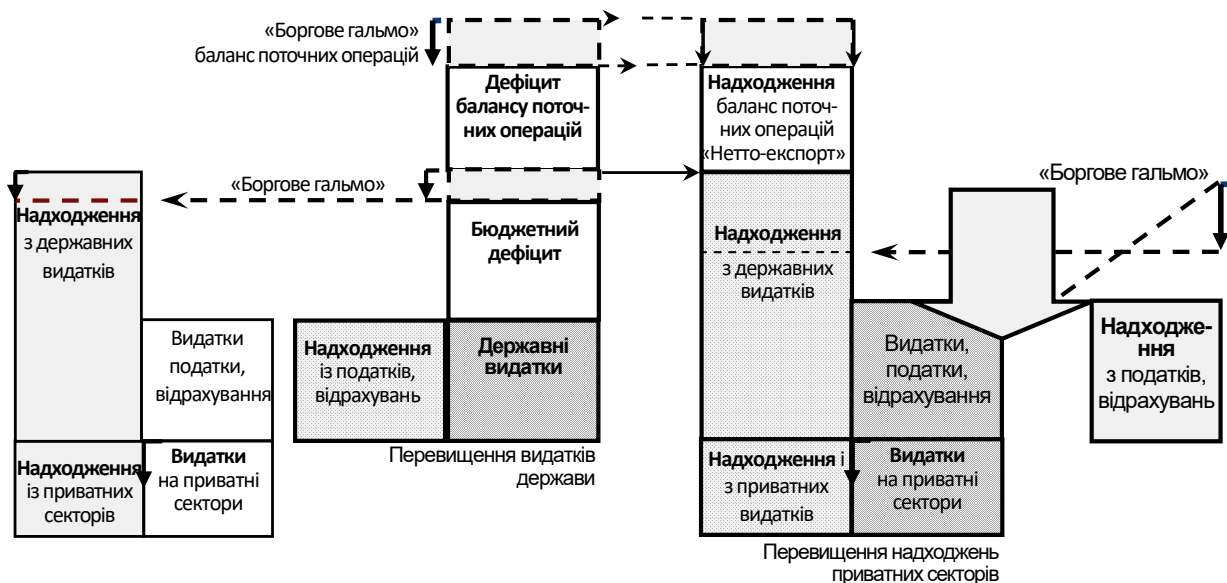 «Боргове гальмо»
баланс поточних операцій
Дефіцит
балансу поточ-
них операцій
Надходження
баланс поточ-
них операцій
«Нетто-експорт»
«Боргове гальмо»
«Боргове гальмо»
Надходження
з державних
видатків
Бюджетний
дефіцит
Надходження
з державних
видатків
Видатки
податки,
відрахування
Надходження
із податків,
відрахувань
Державні
видатки
Видатки,
податки,
відрахування
Надходже-
ння
з податків,
відрахувань
Надходження
із приватних
секторів
Видатки
на приватні
сектори
Перевищення видатків
держави
Надходження і
з приватних
видатків
Видатки
на приватні
сектори
Перевищення надходжень
приватних секторів